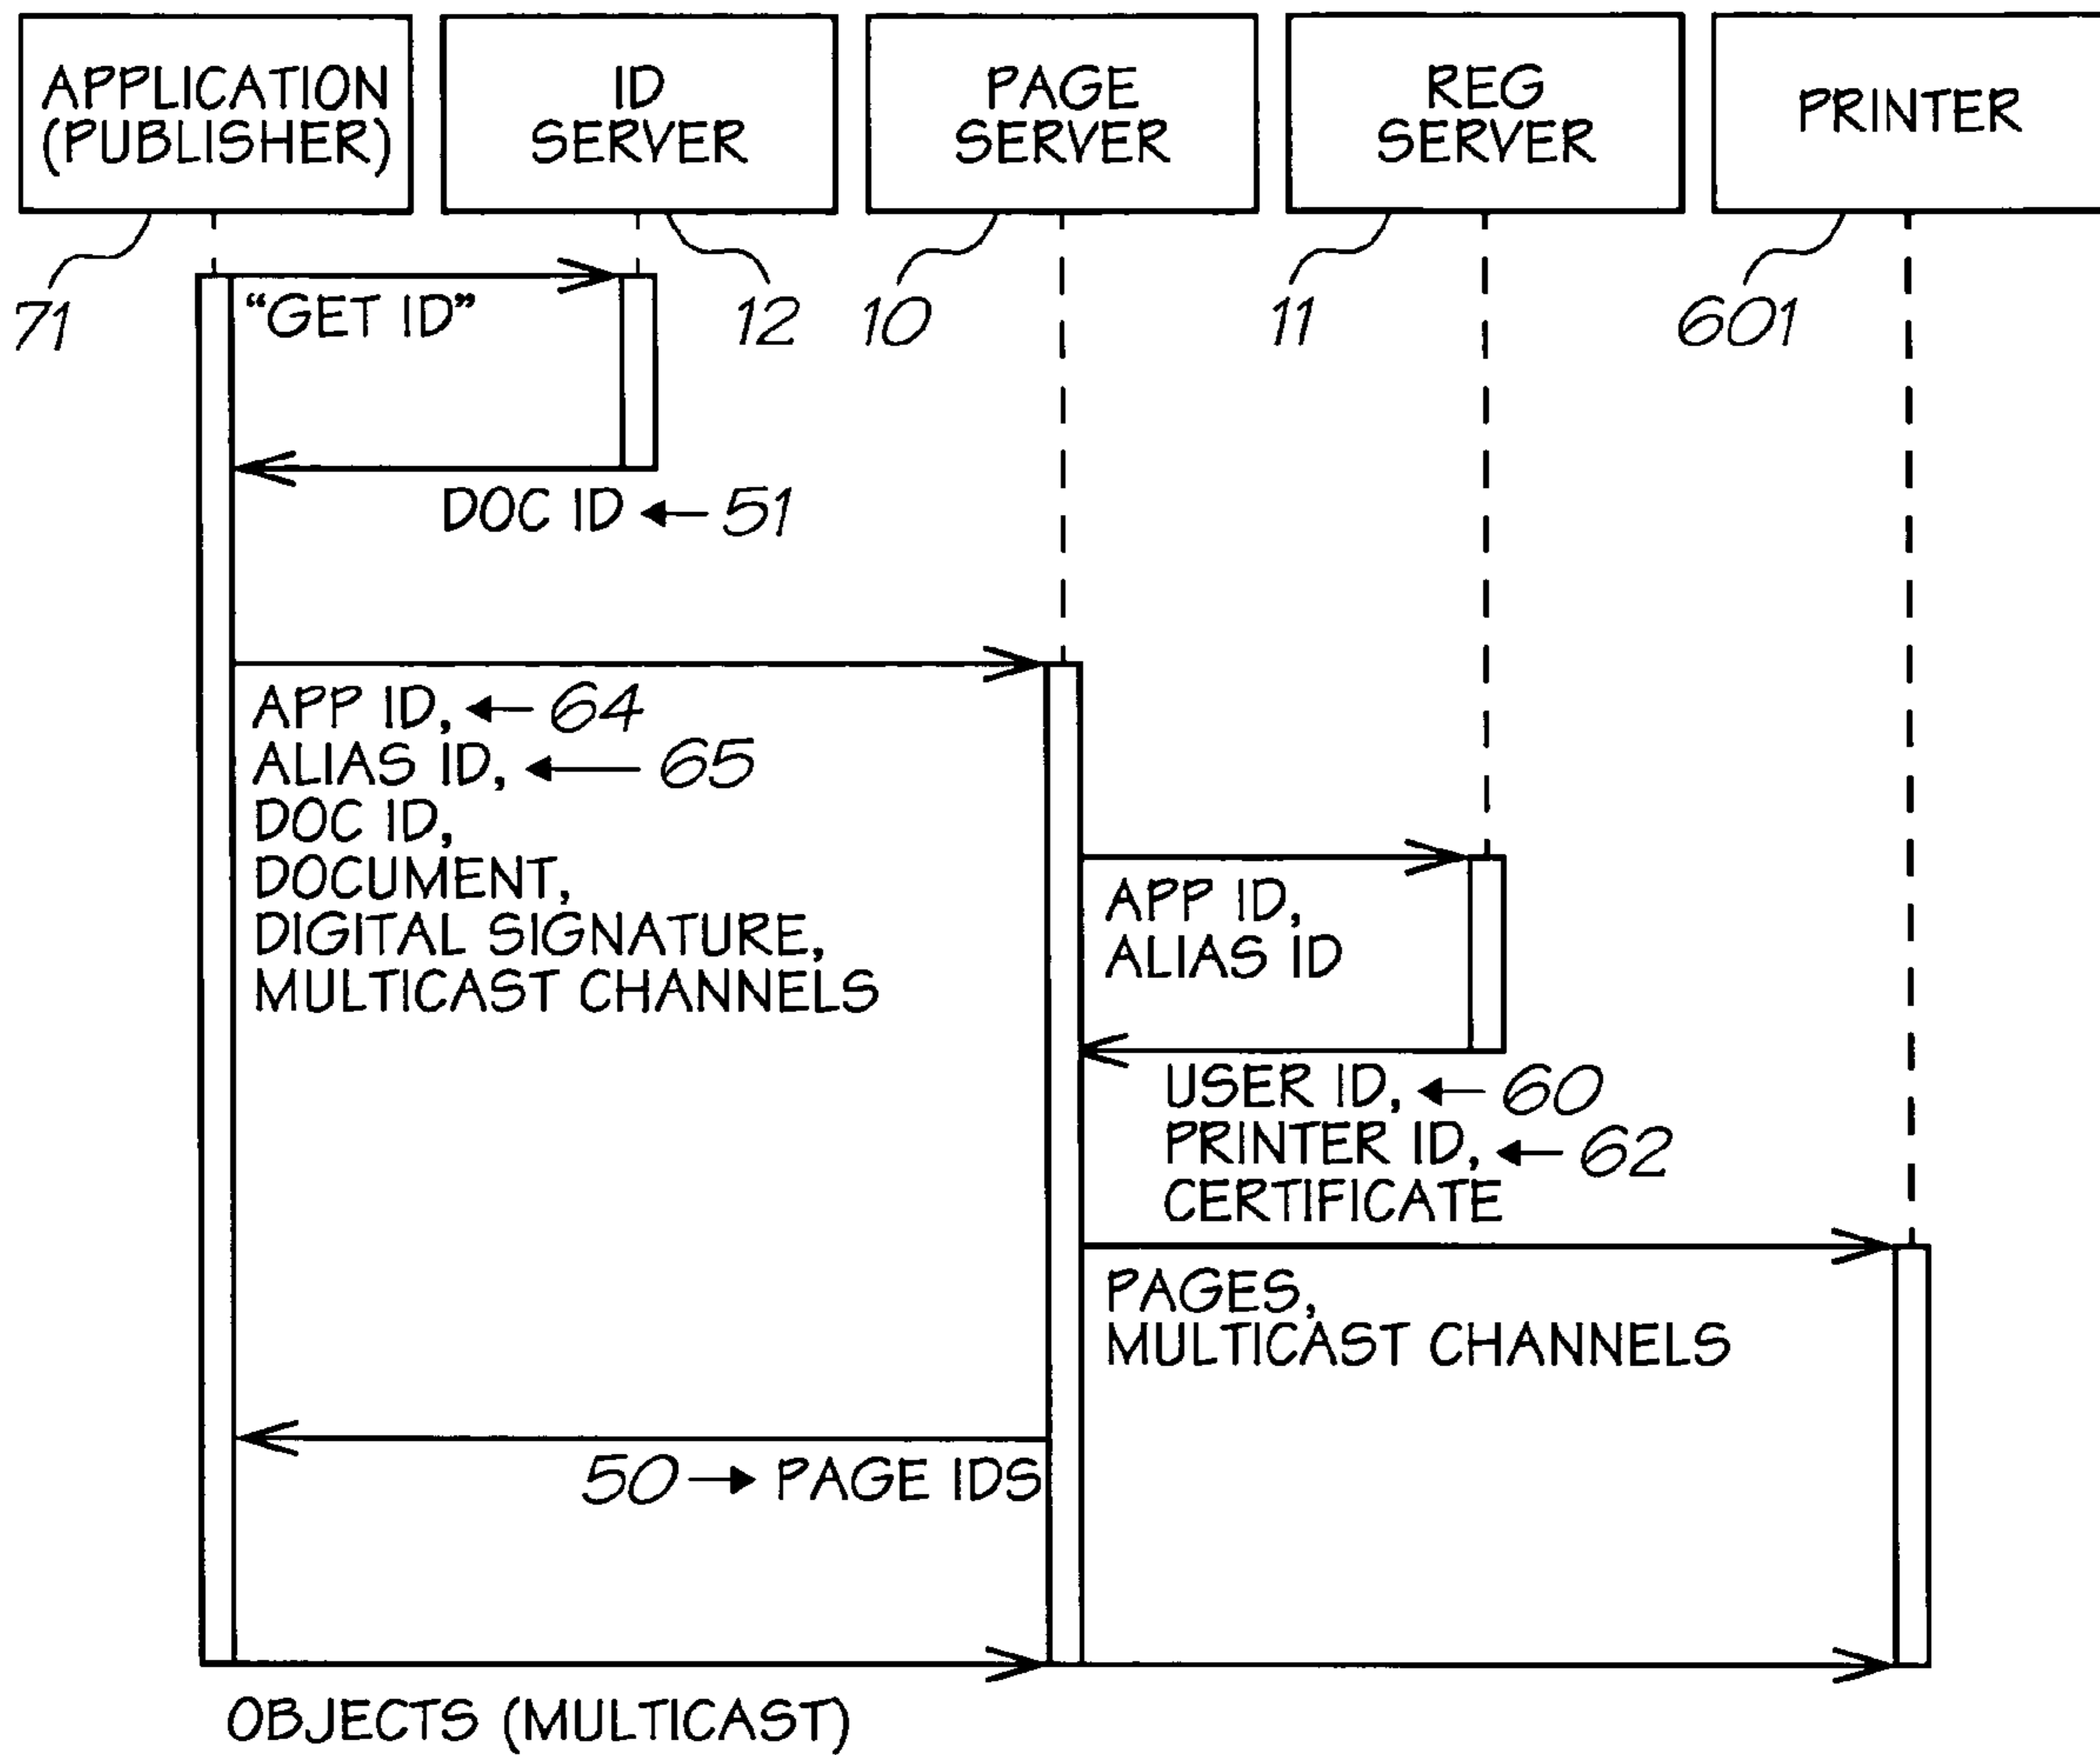 APPLICATION
(PUBLISHER)
ID
SERVER
PAGE
SERVER
REG
SERVER
PRINTER
71
12
10
11
601
“GET ID”
DOC ID
51
APP ID,
64
ALIAS ID,
65
DOC ID,
DOCUMENT,
DIGITAL SIGNATURE,
MULTICAST CHANNELS
APP ID,
ALIAS ID
USER ID,
60
PRINTER ID,
62
CERTIFICATE
PAGES,
MULTICAST CHANNELS
50
PAGE IDS
OBJECTS (MULTICAST)